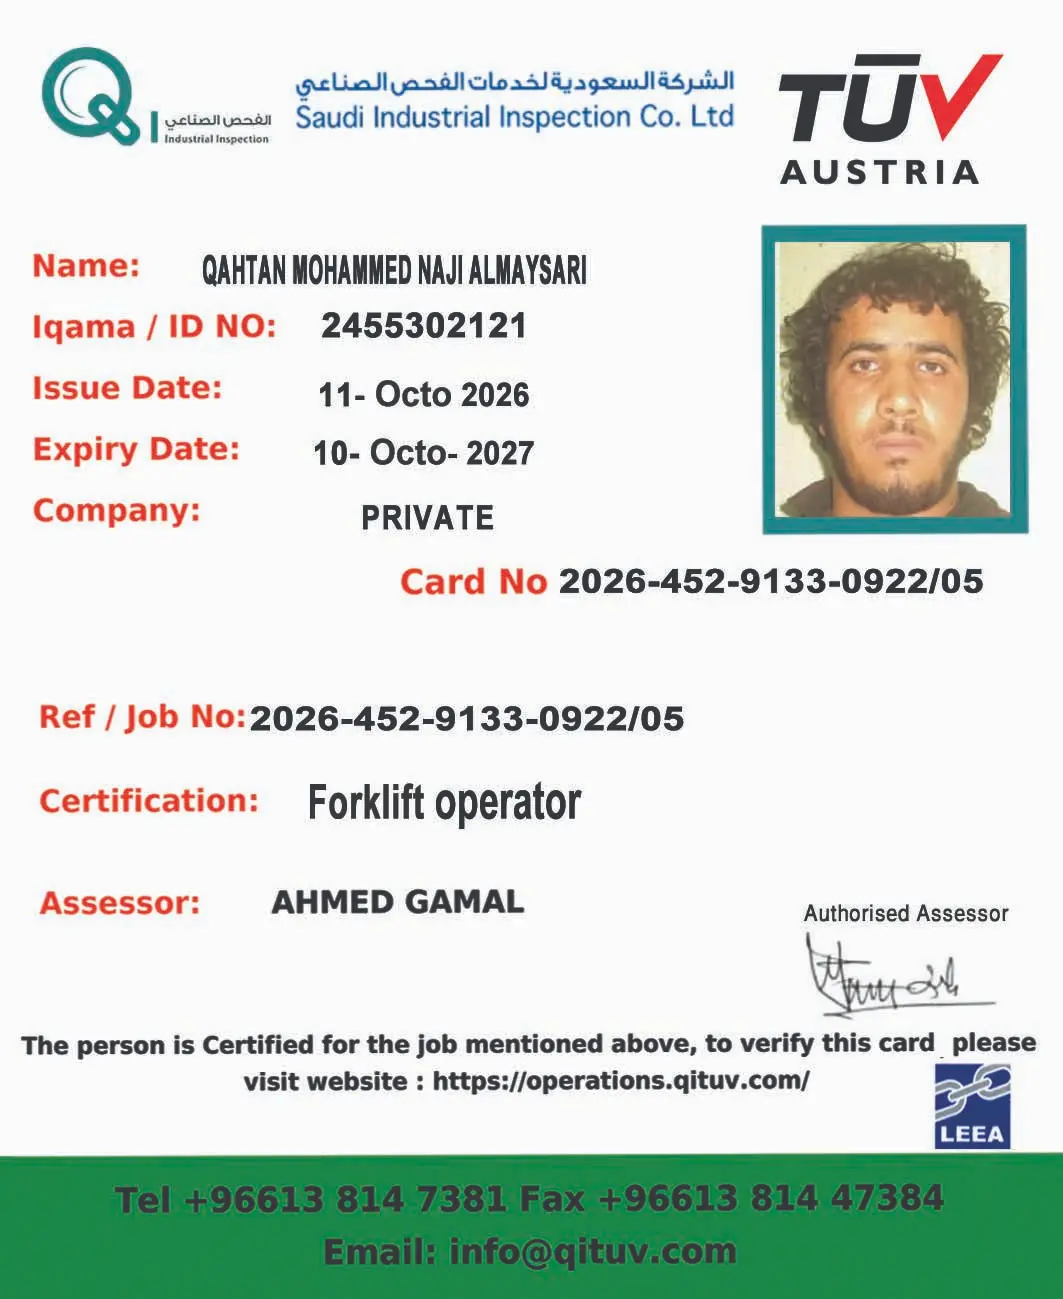 الفحص الصناعي
Industrial Inspection
الشركة السعودية لخدمات الفحص الصناعي
Saudi Industrial Inspection Co. Ltd
TÜV
AUSTRIA
Name: QAHTAN MOHAMMED NAJI ALMAYSARI
Iqama / ID NO: 2455302121
Issue Date: 11- Octo 2026
Expiry Date: 10- Octo- 2027
Company: PRIVATE
Card No 2026-452-9133-0922/05
Ref / Job No: 2026-452-9133-0922/05
Certification: Forklift operator
Assessor: AHMED GAMAL
Authorised Assessor
The person is Certified for the job mentioned above, to verify this card please
visit website : https://operations.qituv.com/
LEEA
Tel +96613 814 7381 Fax +96613 814 47384
Email: info@qituv.com